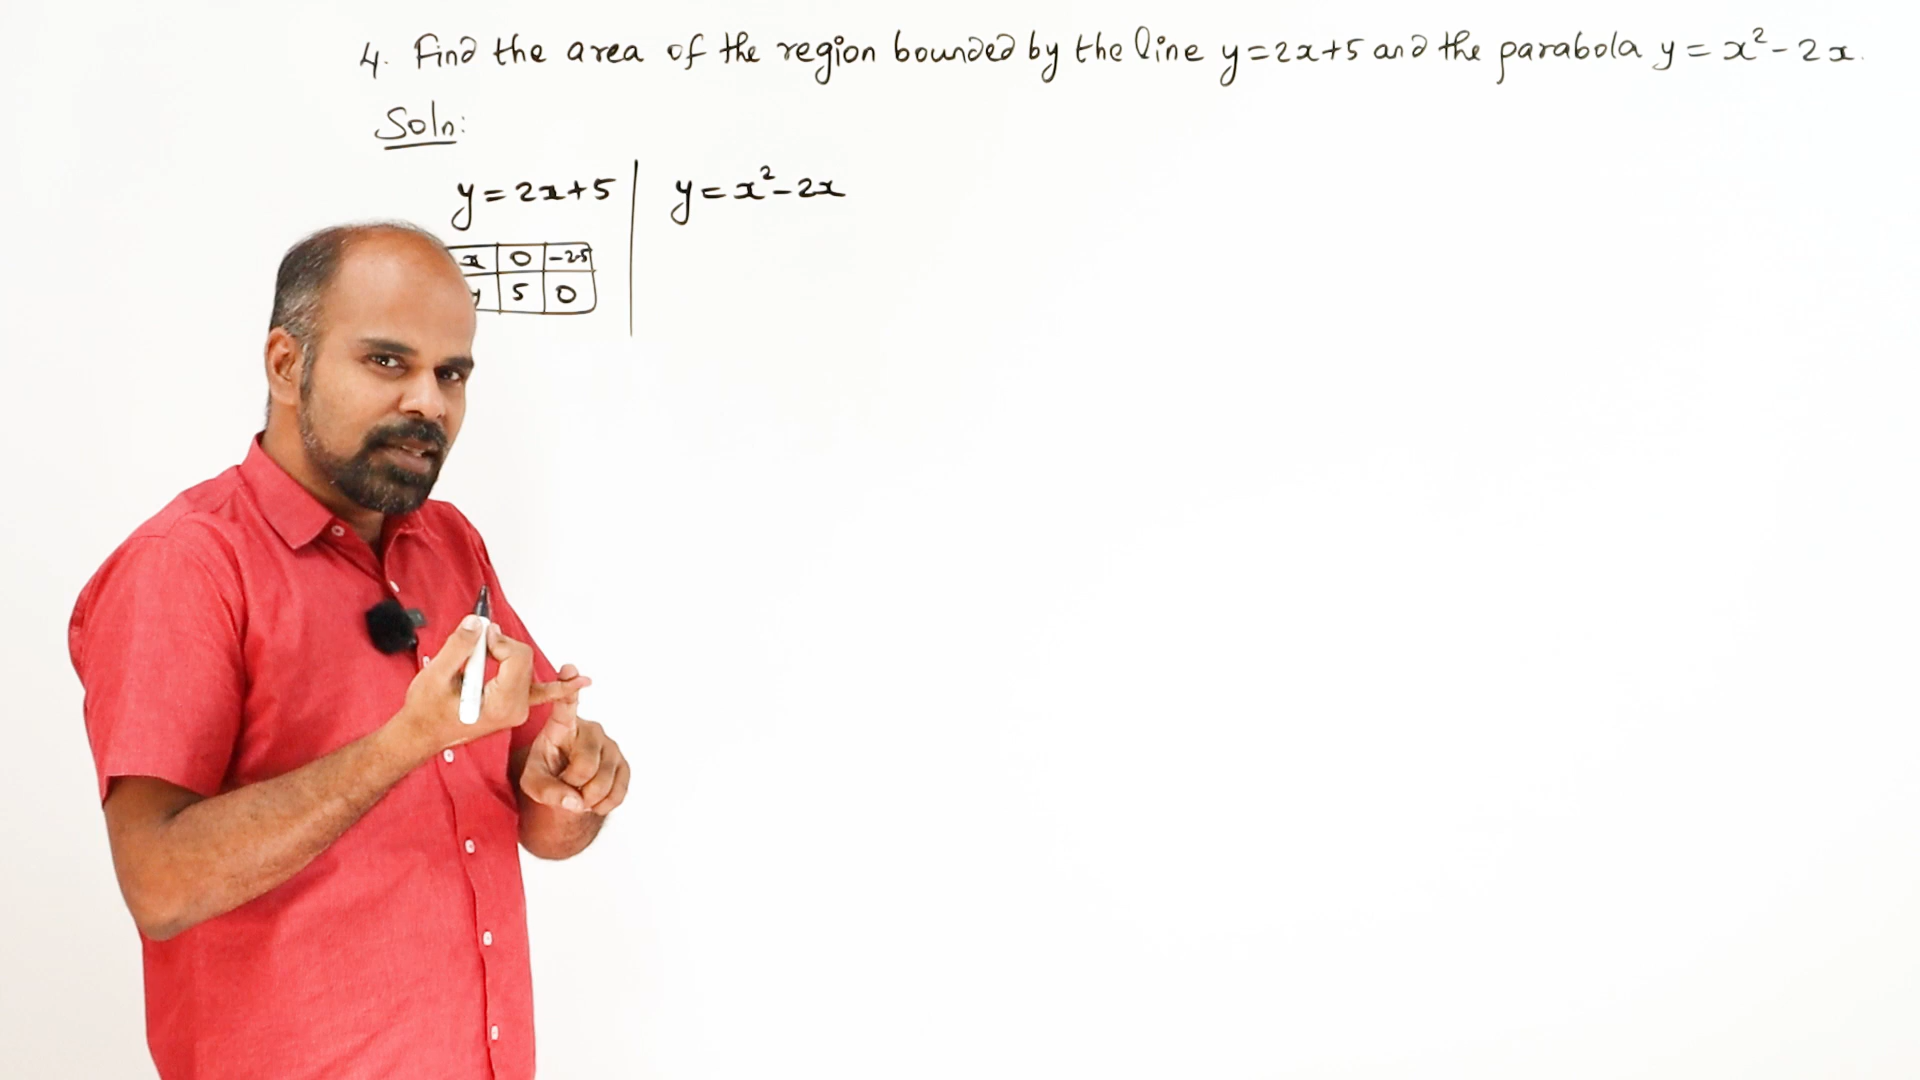 4. Find the area of the region bounded by the line y=2x+5 and the parabola y = x²-2x.
Soln:
y=2x+5 | y=x²-2x
x 0 -2.5
y 5 0